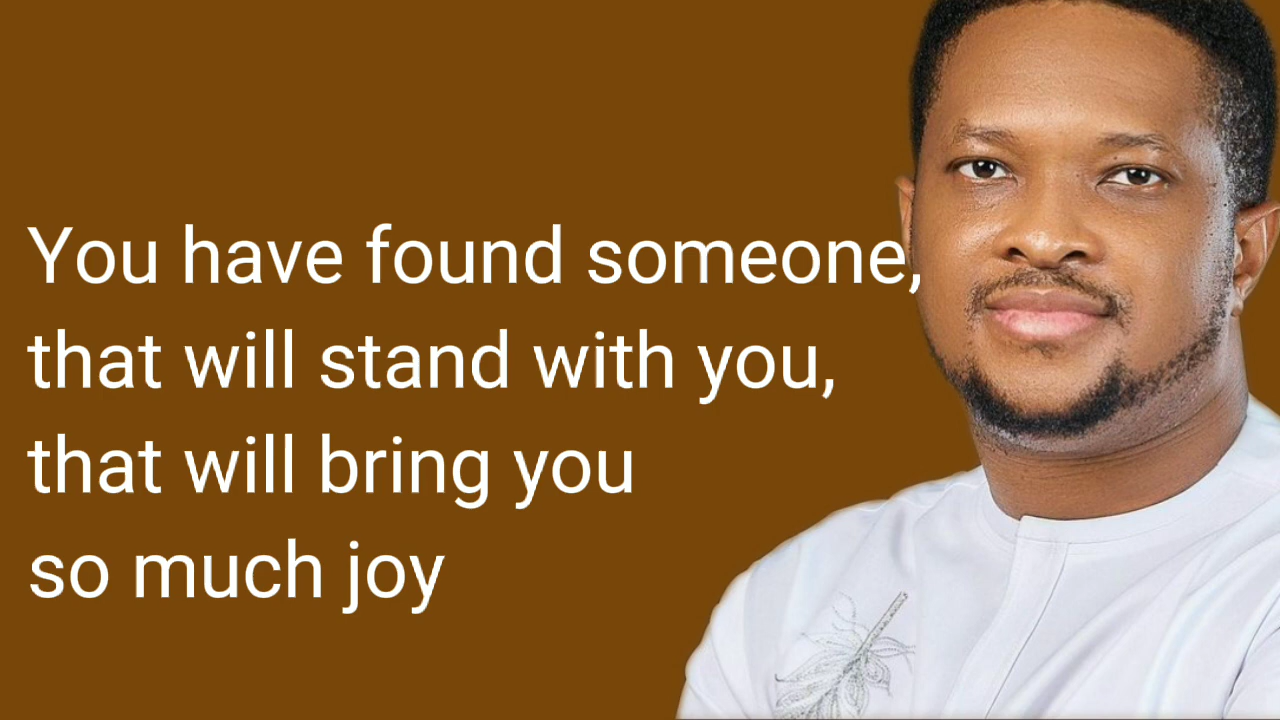 You have found someone,
that will stand with you,
that will bring you
so much joy